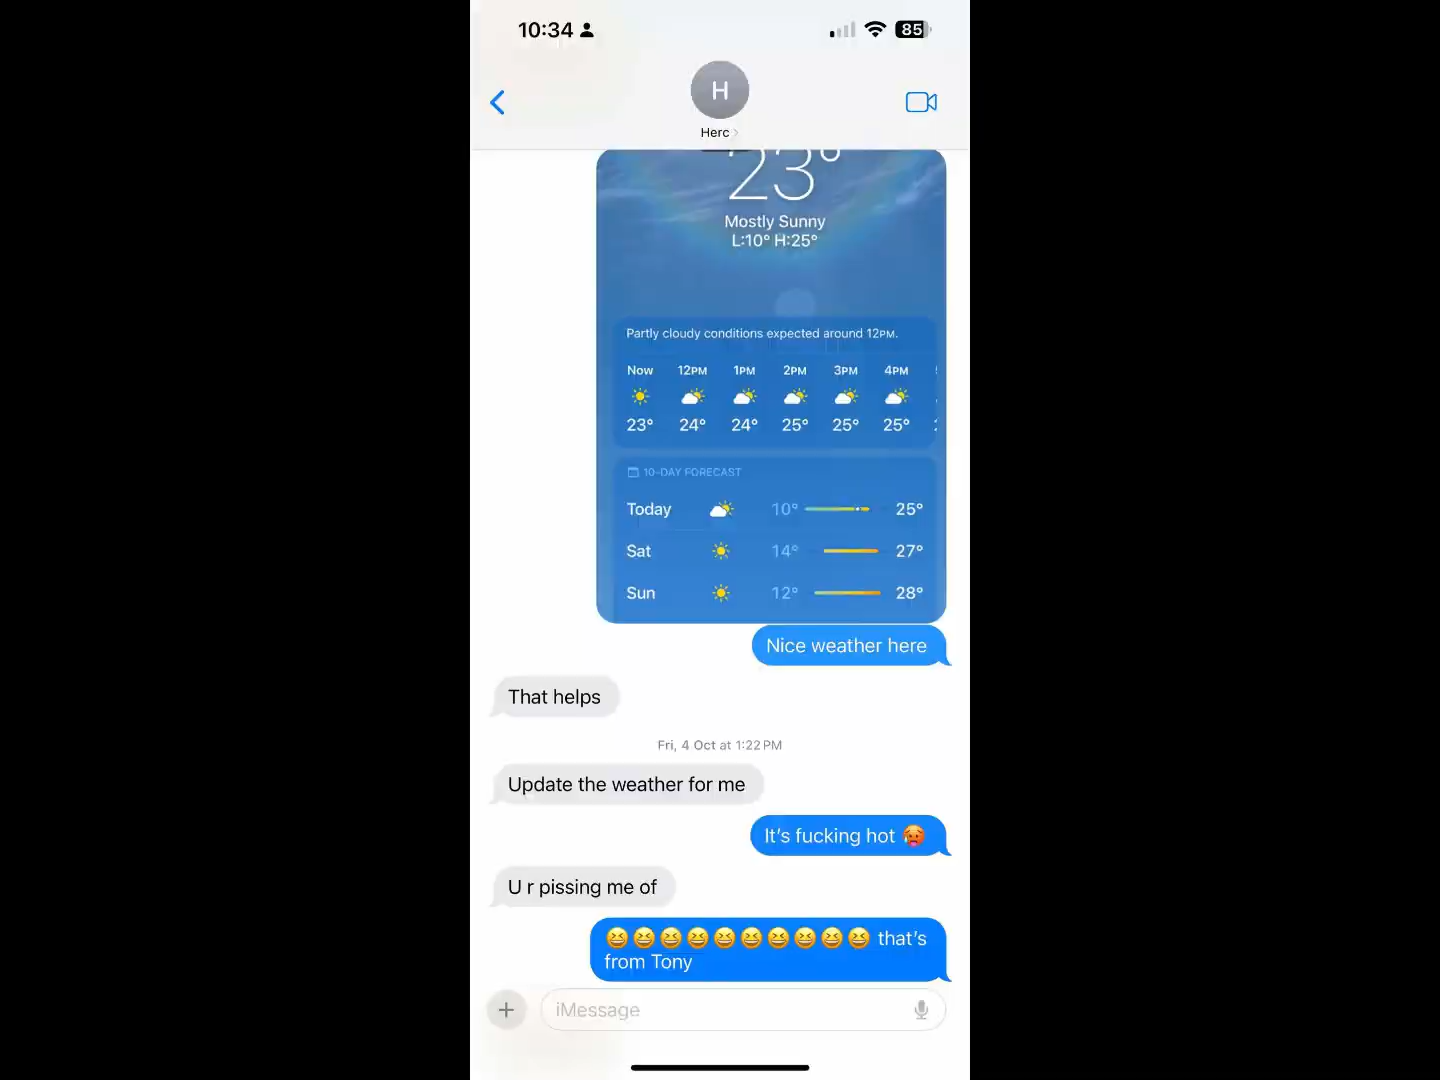 10:34
85
H
Herc
23°
Mostly Sunny
L:10° H:25°
Partly cloudy conditions expected around 12PM.
Now 12PM 1PM 2PM 3PM 4PM
23° 24° 24° 25° 25° 25°
10-DAY FORECAST
Today 10° 25°
Sat 14° 27°
Sun 12° 28°
Nice weather here
That helps
Fri, 4 Oct at 1:22 PM
Update the weather for me
It's fucking hot 🥵
U r pissing me of
😆😆😆😆😆😆😆😆😆😆 that's
from Tony
iMessage